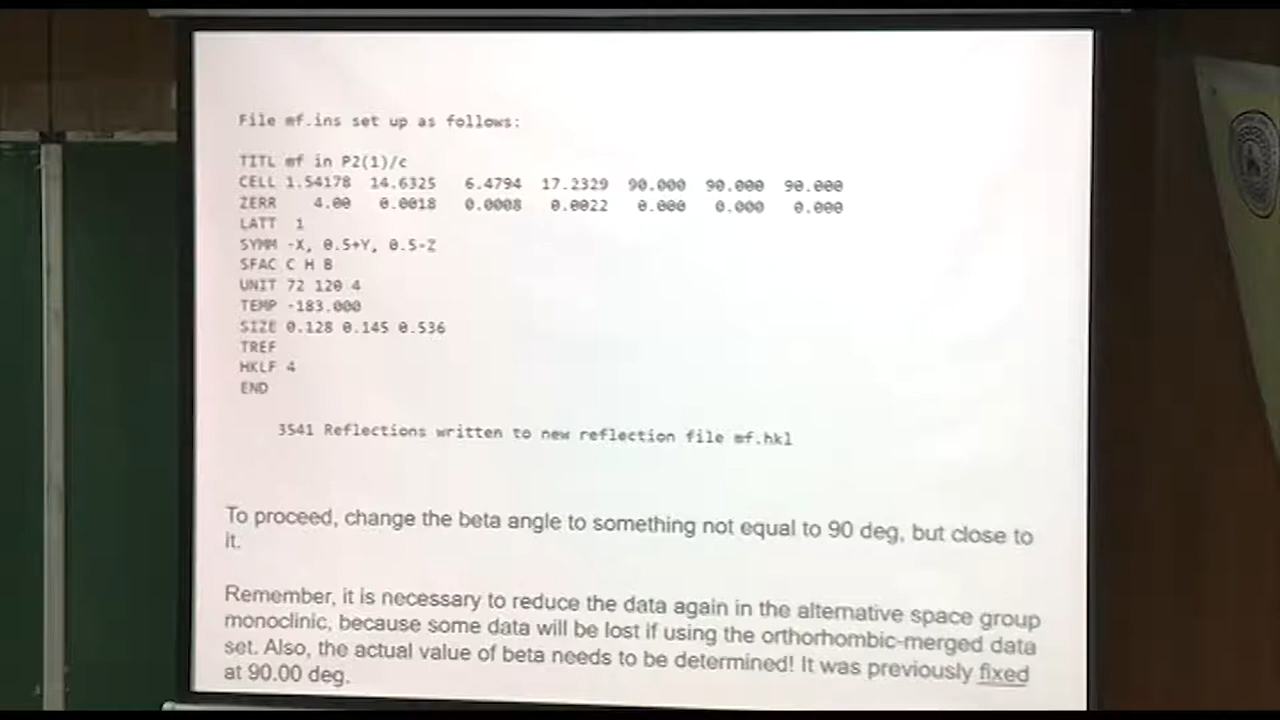 File mf.ins set up as follows:
TITL mf in P2(1)/c
CELL 1.54178 14.6325 6.4794 17.2329 90.000 90.000 90.000
ZERR 4.00 0.0018 0.0008 0.0022 0.000 0.000 0.000
LATT 1
SYMM -X, 0.5+Y, 0.5-Z
SFAC C H B
UNIT 72 120 4
TEMP -183.000
SIZE 0.128 0.145 0.536
TREF
HKLF 4
END
3541 Reflections written to new reflection file mf.hkl
To proceed, change the beta angle to something not equal to 90 deg, but close to
it.
Remember, it is necessary to reduce the data again in the alternative space group
monoclinic, because some data will be lost if using the orthorhombic-merged data
set. Also, the actual value of beta needs to be determined! It was previously fixed
at 90.00 deg.